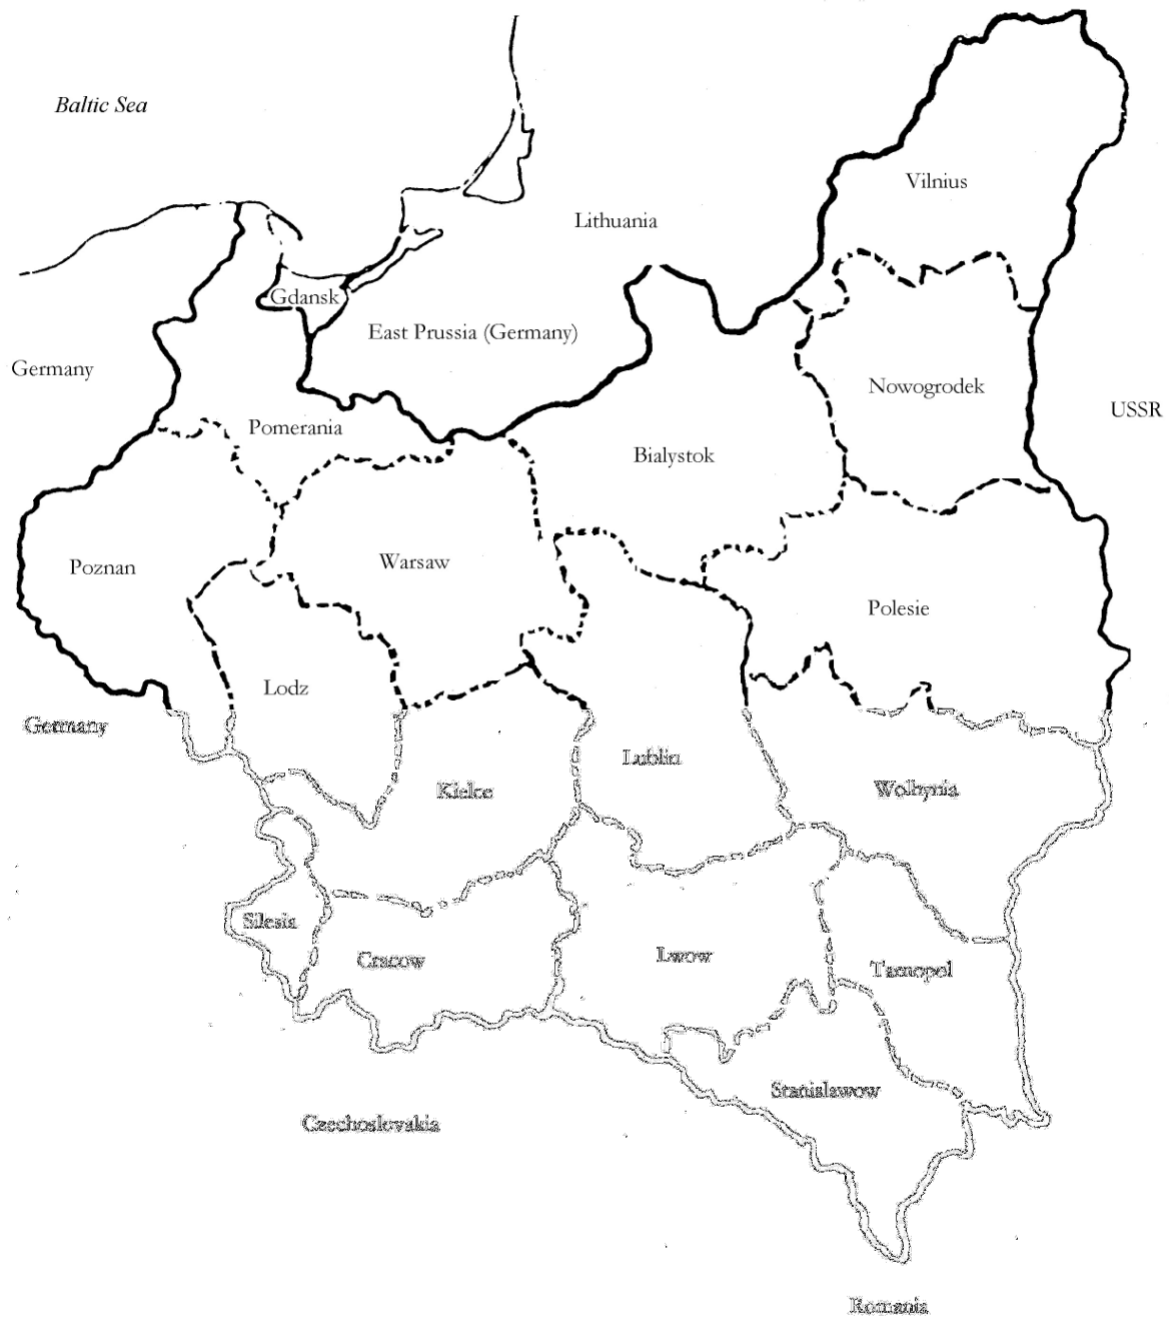 Baltic Sea
Vilnius
Lithuania
Gdansk
East Prussia (Germany)
Germany
Nowogrodek
USSR
Pomerania
Bialystok
Poznan
Warsaw
Polesie
Lodz
Germany
Lublin
Kielce
Wolhynia
Silesia
Cracow
Lwow
Tarnopol
Stanislawow
Czechoslovakia
Romania